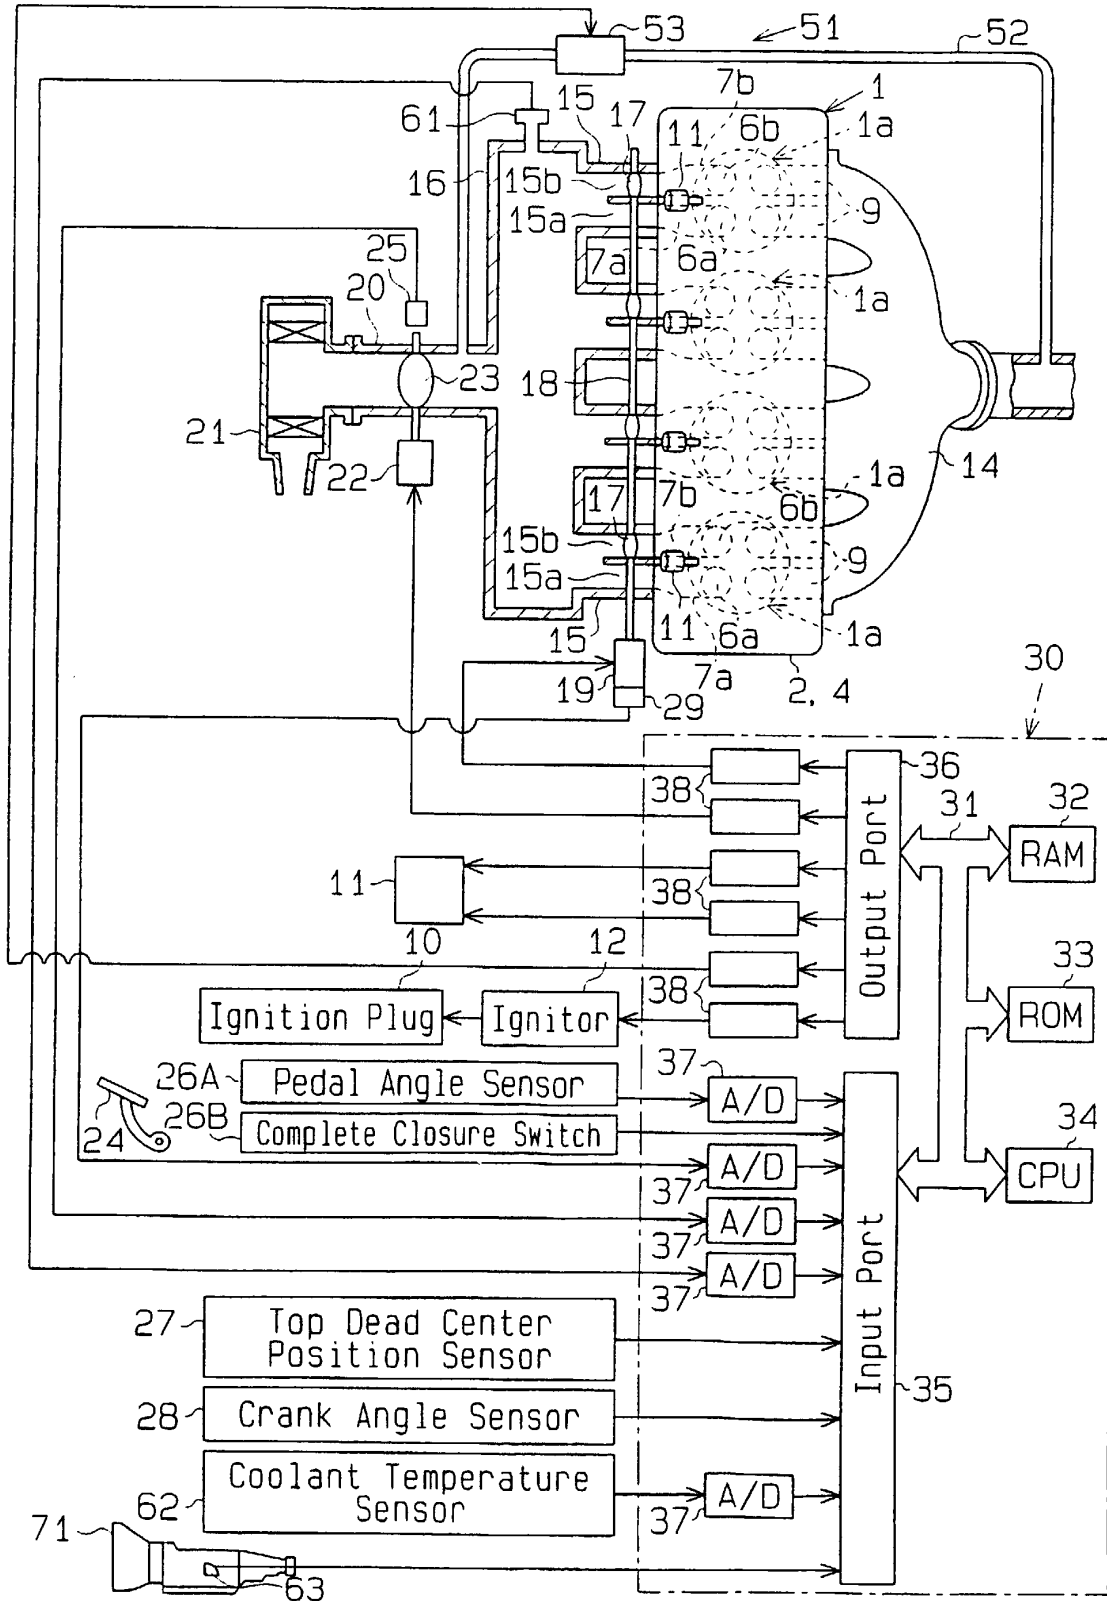 53
51
52
7b
1
15
17
61
6b
1a
11
16
15b
9
15a
25
7a
6a
20
1a
18
23
21
22
14
1a
7b
6b
17
15b
9
15a
15
11
6a
1a
7a
19
29
2, 4
30
36
38
31
32
RAM
11
38
Output Port
10
12
33
38
Ignition Plug
Ignitor
ROM
26A
Pedal Angle Sensor
37
A/D
24
26B
Complete Closure Switch
34
A/D
CPU
37
A/D
37
A/D
37
Input Port
27
Top Dead Center
Position Sensor
35
28
Crank Angle Sensor
Coolant Temperature
Sensor
62
A/D
37
71
63